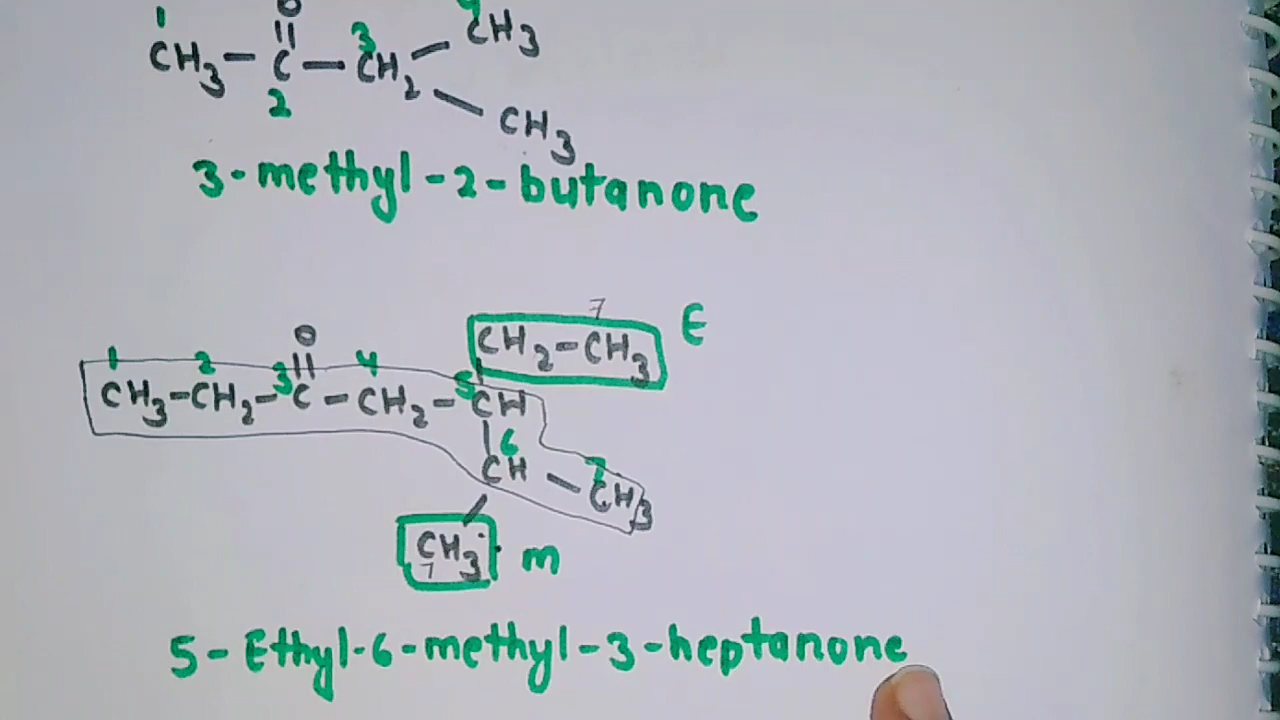 1 O 4
CH3
CH3 - C - CH2
3
2
CH3
3-methyl-2-butanone
7
CH2-CH3 E
O
1 2 3 4 5
CH3-CH2-C-CH2-CH
6
CH 7
CH3
CH3 m
7
5-Ethyl-6-methyl-3-heptanone